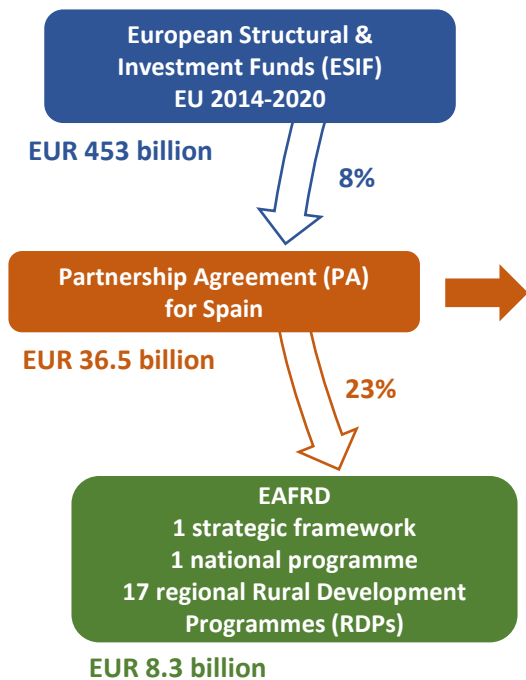 European Structural &
Investment Funds (ESIF)
EU 2014-2020
EUR 453 billion
8%
Partnership Agreement (PA)
for Spain
EUR 36.5 billion
23%
EAFRD
1 strategic framework
1 national programme
17 regional Rural Development
Programmes (RDPs)
EUR 8.3 billion